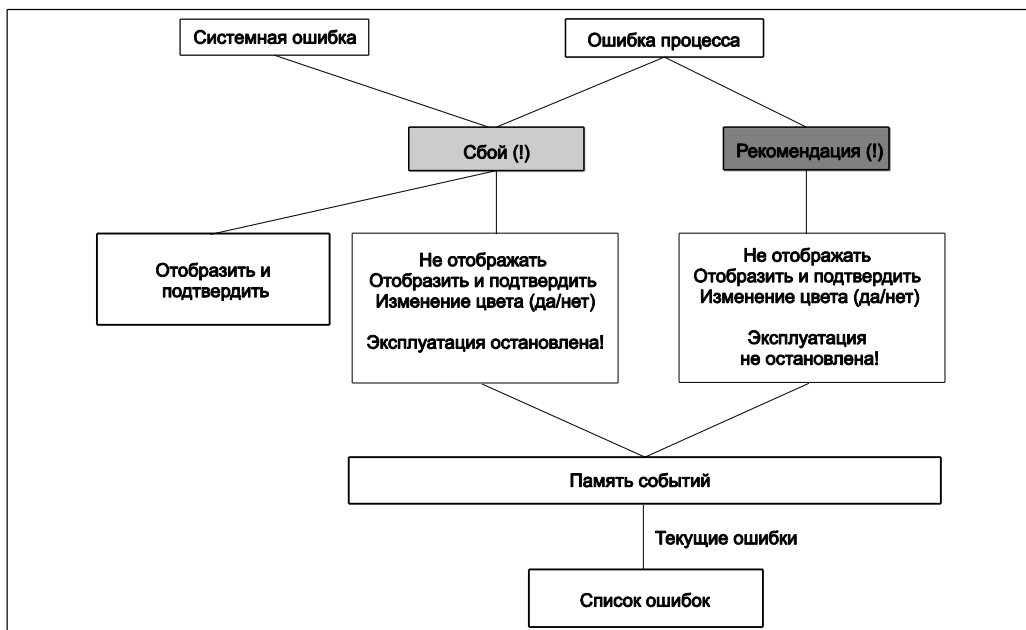 Системная ошибка
Ошибка процесса
Сбой (!)
Рекомендация (!)
Отобразить и
подтвердить
Не отображать
Отобразить и подтвердить
Изменение цвета (да/нет)
Эксплуатация остановлена!
Не отображать
Отобразить и подтвердить
Изменение цвета (да/нет)
Эксплуатация
не остановлена!
Память событий
Текущие ошибки
Список ошибок